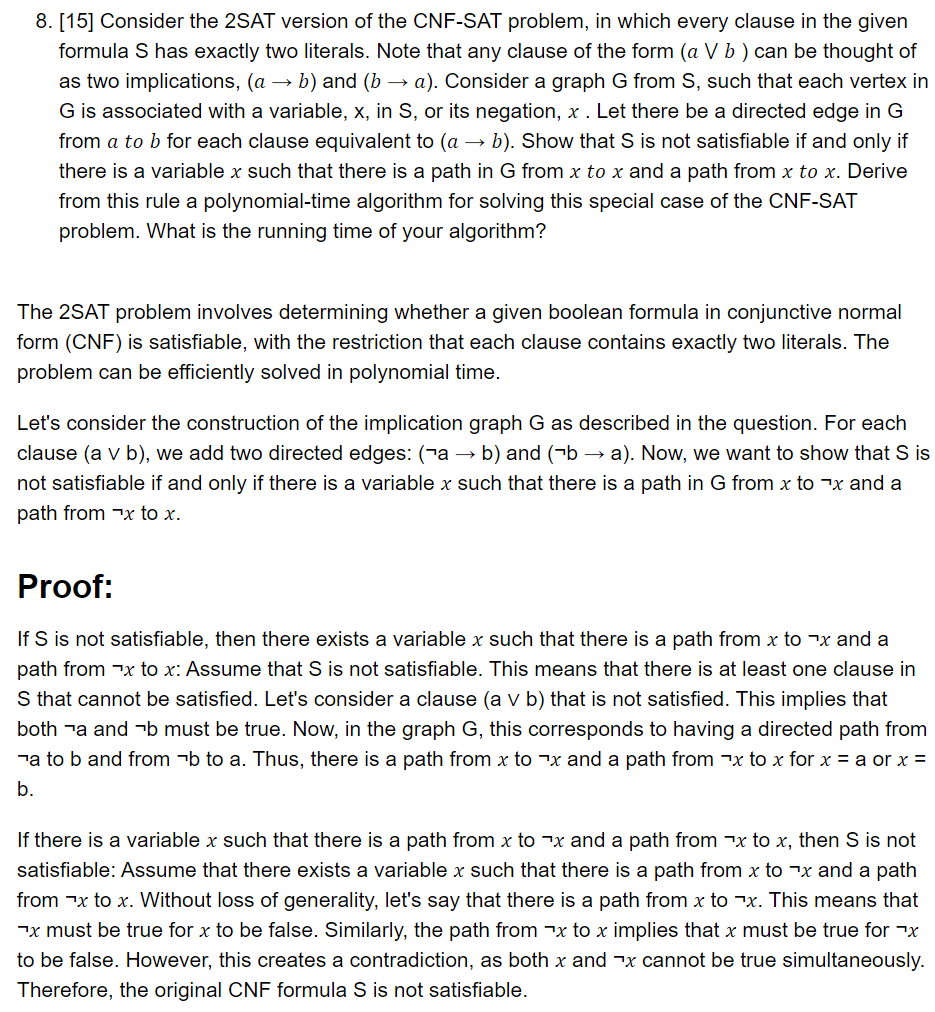 8. [15] Consider the 2SAT version of the CNF-SAT problem, in which every clause in the given
formula S has exactly two literals. Note that any clause of the form (a V b ) can be thought of
as two implications, (a → b) and (b → a). Consider a graph G from S, such that each vertex in
G is associated with a variable, x, in S, or its negation, x . Let there be a directed edge in G
from a to b for each clause equivalent to (a → b). Show that S is not satisfiable if and only if
there is a variable x such that there is a path in G from x to x and a path from x to x. Derive
from this rule a polynomial-time algorithm for solving this special case of the CNF-SAT
problem. What is the running time of your algorithm?
The 2SAT problem involves determining whether a given boolean formula in conjunctive normal
form (CNF) is satisfiable, with the restriction that each clause contains exactly two literals. The
problem can be efficiently solved in polynomial time.
Let's consider the construction of the implication graph G as described in the question. For each
clause (a ∨ b), we add two directed edges: (¬a → b) and (¬b → a). Now, we want to show that S is
not satisfiable if and only if there is a variable x such that there is a path in G from x to ¬x and a
path from ¬x to x.
Proof:
If S is not satisfiable, then there exists a variable x such that there is a path from x to ¬x and a
path from ¬x to x: Assume that S is not satisfiable. This means that there is at least one clause in
S that cannot be satisfied. Let's consider a clause (a ∨ b) that is not satisfied. This implies that
both ¬a and ¬b must be true. Now, in the graph G, this corresponds to having a directed path from
¬a to b and from ¬b to a. Thus, there is a path from x to ¬x and a path from ¬x to x for x = a or x =
b.
If there is a variable x such that there is a path from x to ¬x and a path from ¬x to x, then S is not
satisfiable: Assume that there exists a variable x such that there is a path from x to ¬x and a path
from ¬x to x. Without loss of generality, let's say that there is a path from x to ¬x. This means that
¬x must be true for x to be false. Similarly, the path from ¬x to x implies that x must be true for ¬x
to be false. However, this creates a contradiction, as both x and ¬x cannot be true simultaneously.
Therefore, the original CNF formula S is not satisfiable.